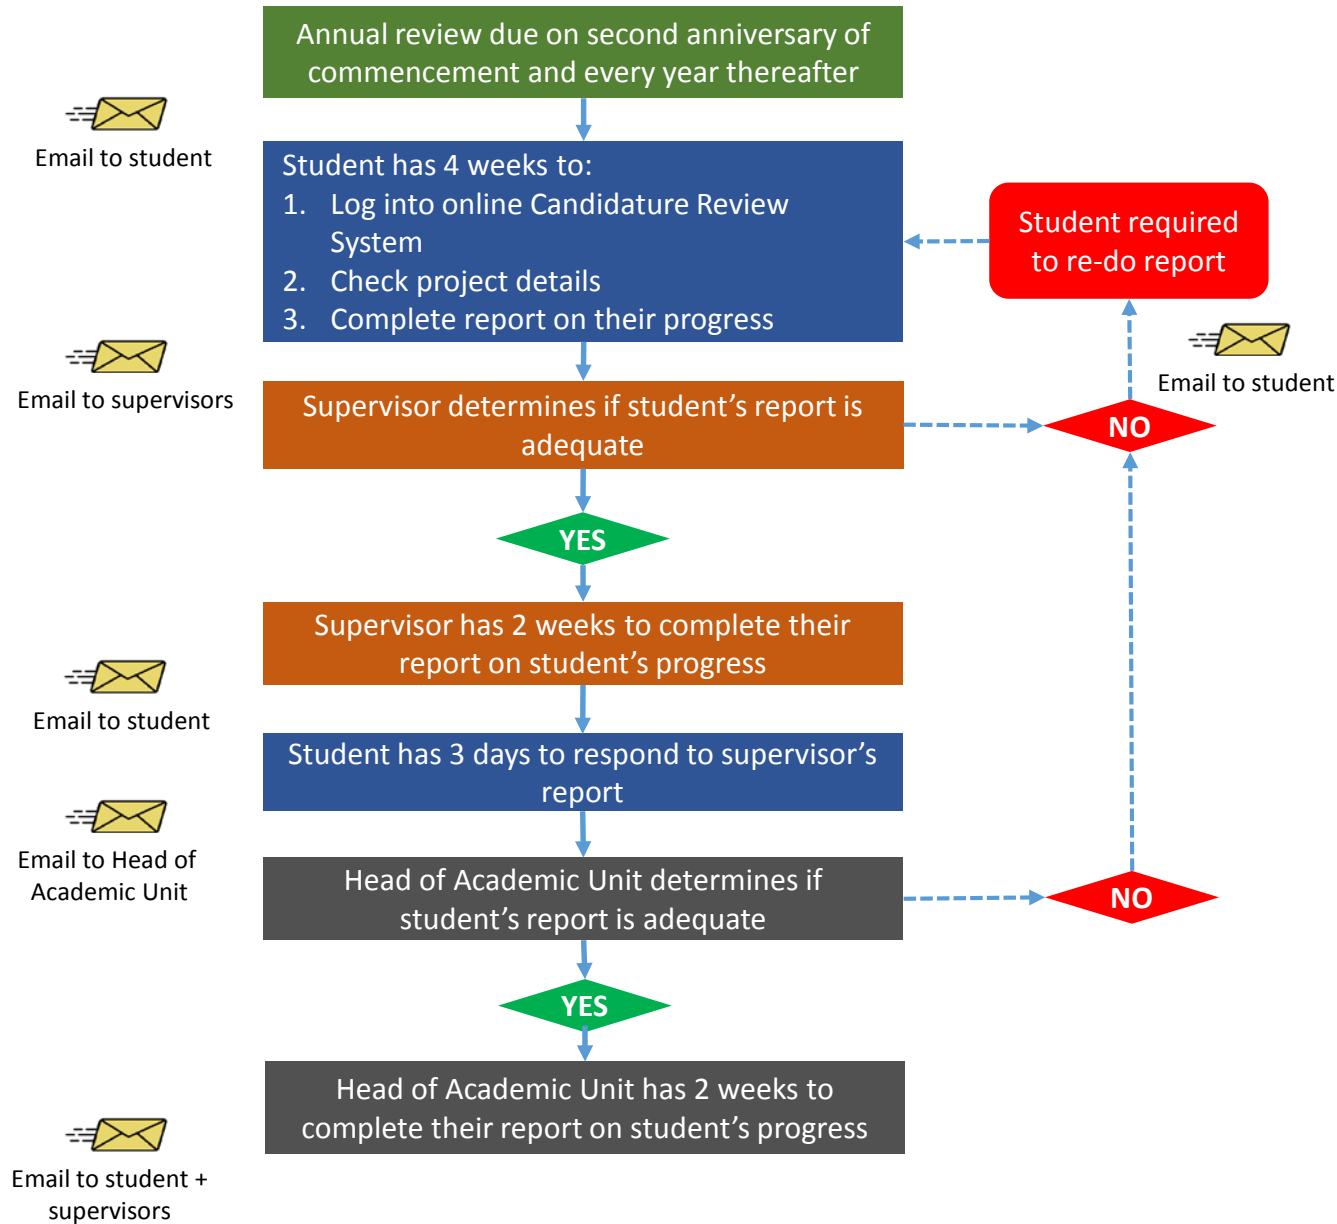 Annual review due on second anniversary of
commencement and every year thereafter
Email to student
Student has 4 weeks to:
1. Log into online Candidature Review
System
2. Check project details
3. Complete report on their progress
Student required
to re-do report
Email to supervisors
Email to student
Supervisor determines if student’s report is
adequate
NO
YES
Supervisor has 2 weeks to complete their
report on student’s progress
Email to student
Student has 3 days to respond to supervisor’s
report
Email to Head of
Academic Unit
Head of Academic Unit determines if
student’s report is adequate
NO
YES
Head of Academic Unit has 2 weeks to
complete their report on student’s progress
Email to student +
supervisors